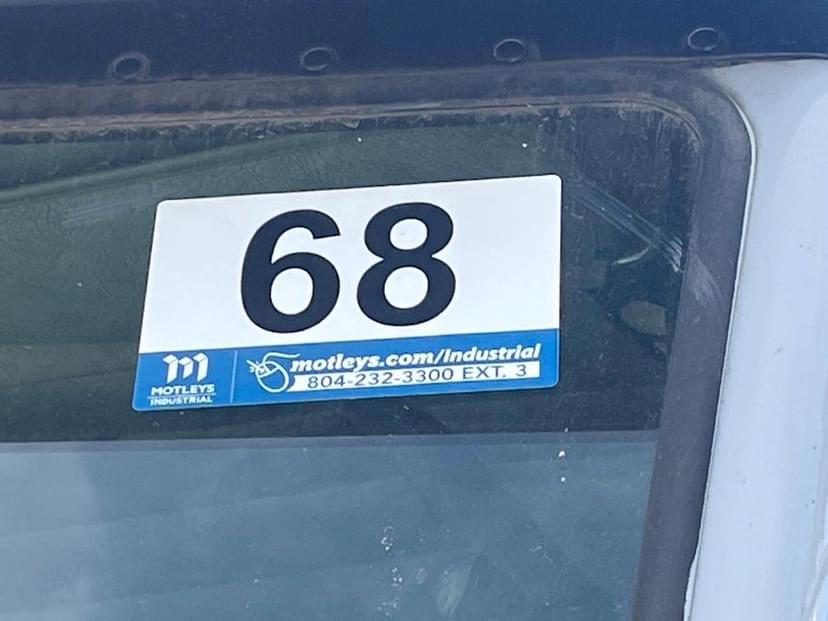 68
MOTLEYS
INDUSTRIAL
motleys.com/industrial
804-232-3300 EXT. 3